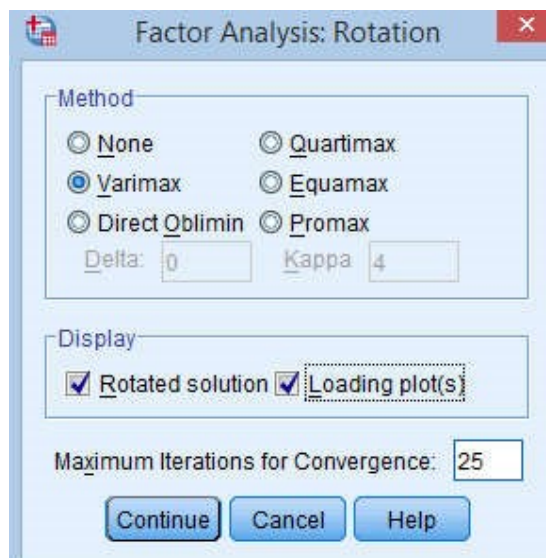 Factor Analysis: Rotation
Method
None Quartimax
Varimax Equamax
Direct Oblimin Promax
Delta: 0 Kappa 4
Display
Rotated solution Loading plot(s)
Maximum Iterations for Convergence: 25
Continue Cancel Help